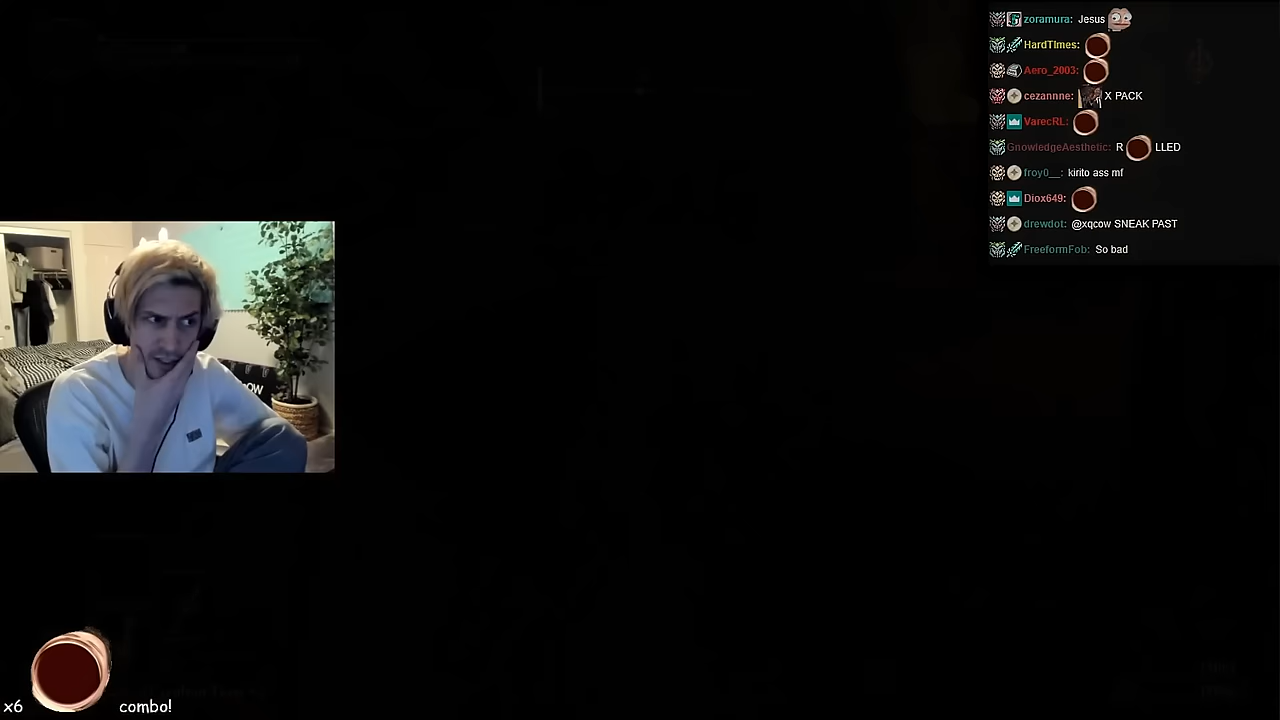 zoramura: Jesus
HardTImes:
Aero_2003:
cezannne: X PACK
VarecRL:
GnowledgeAesthetic: R LLED
froy0__: kirito ass mf
Diox649:
drewdot: @xqcow SNEAK PAST
FreeformFob: So bad
OW
x6 combo!